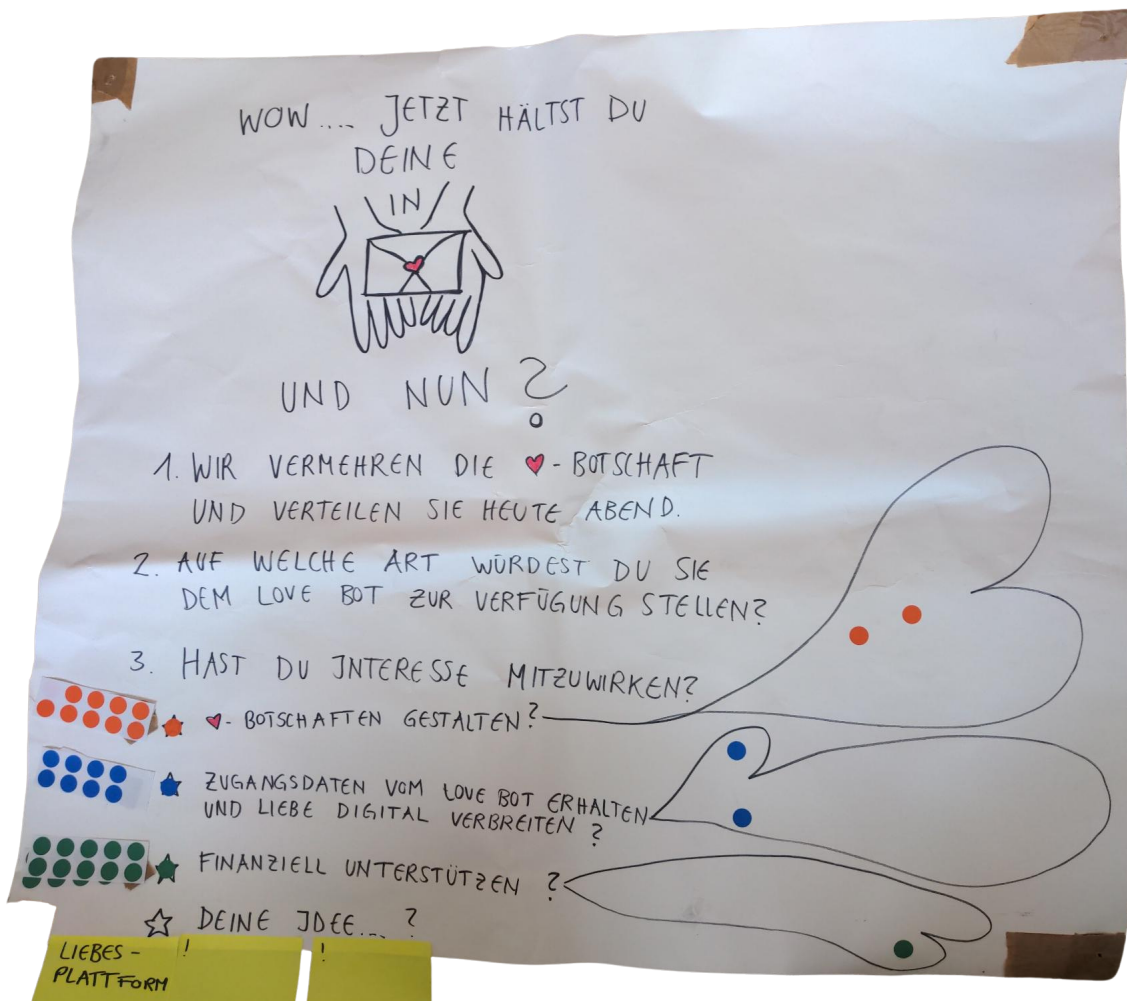 WOW.... JETZT HÄLTST DU
DEINE
IN
UND NUN ?
1. WIR VERMEHREN DIE ♥-BOTSCHAFT
UND VERTEILEN SIE HEUTE ABEND.
2. AUF WELCHE ART WÜRDEST DU SIE
DEM LOVE BOT ZUR VERFÜGUNG STELLEN?
3. HAST DU INTERESSE MITZUWIRKEN?
♥-BOTSCHAFTEN GESTALTEN?
ZUGANGSDATEN VOM LOVE BOT ERHALTEN
UND LIEBE DIGITAL VERBREITEN ?
FINANZIELL UNTERSTÜTZEN ?
DEINE IDEE.... ?
LIEBES- !
PLATTFORM
!